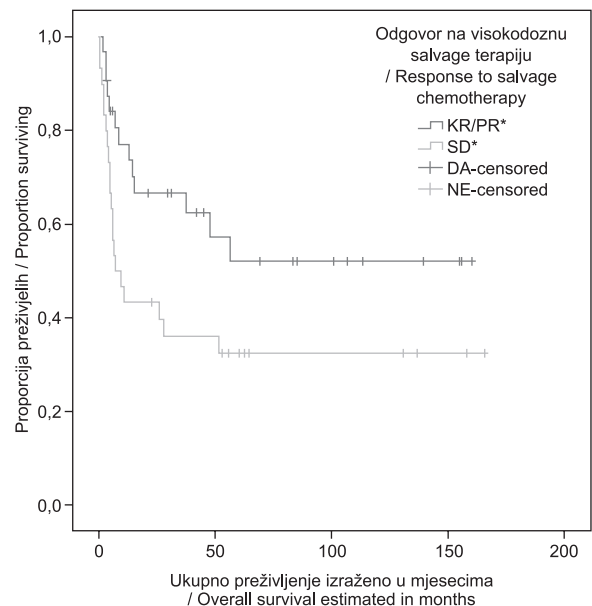 Odgovor na visokodoznu
salvage terapiju
/ Response to salvage
chemotherapy
KR/PR*
SD*
DA-censored
NE-censored
Proporcija preživjelih / Proportion surviving
1,0
0,8
0,6
0,4
0,2
0,0
0 50 100 150 200
Ukupno preživljenje izraženo u mjesecima
/ Overall survival estimated in months